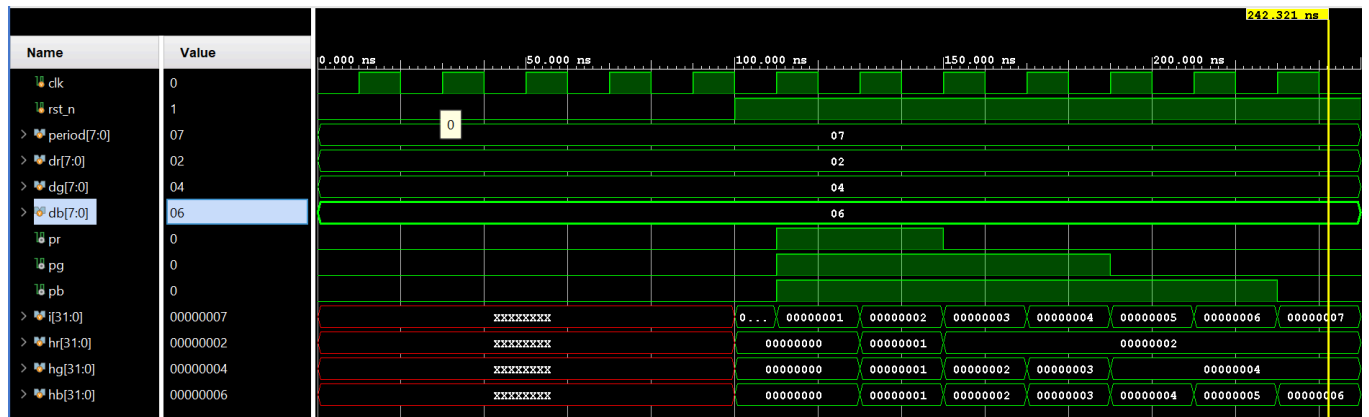 242.321 ns
Name Value
0.000 ns 50.000 ns 100.000 ns 150.000 ns 200.000 ns
clk 0
rst_n 1
0
period[7:0] 07 07
dr[7:0] 02 02
dg[7:0] 04 04
db[7:0] 06 06
pr 0
pg 0
pb 0
i[31:0] 00000007 XXXXXXXX 0... 00000001 00000002 00000003 00000004 00000005 00000006 00000007
hr[31:0] 00000002 XXXXXXXX 00000000 00000001 00000002
hg[31:0] 00000004 XXXXXXXX 00000000 00000001 00000002 00000003 00000004
hb[31:0] 00000006 XXXXXXXX 00000000 00000001 00000002 00000003 00000004 00000005 00000006